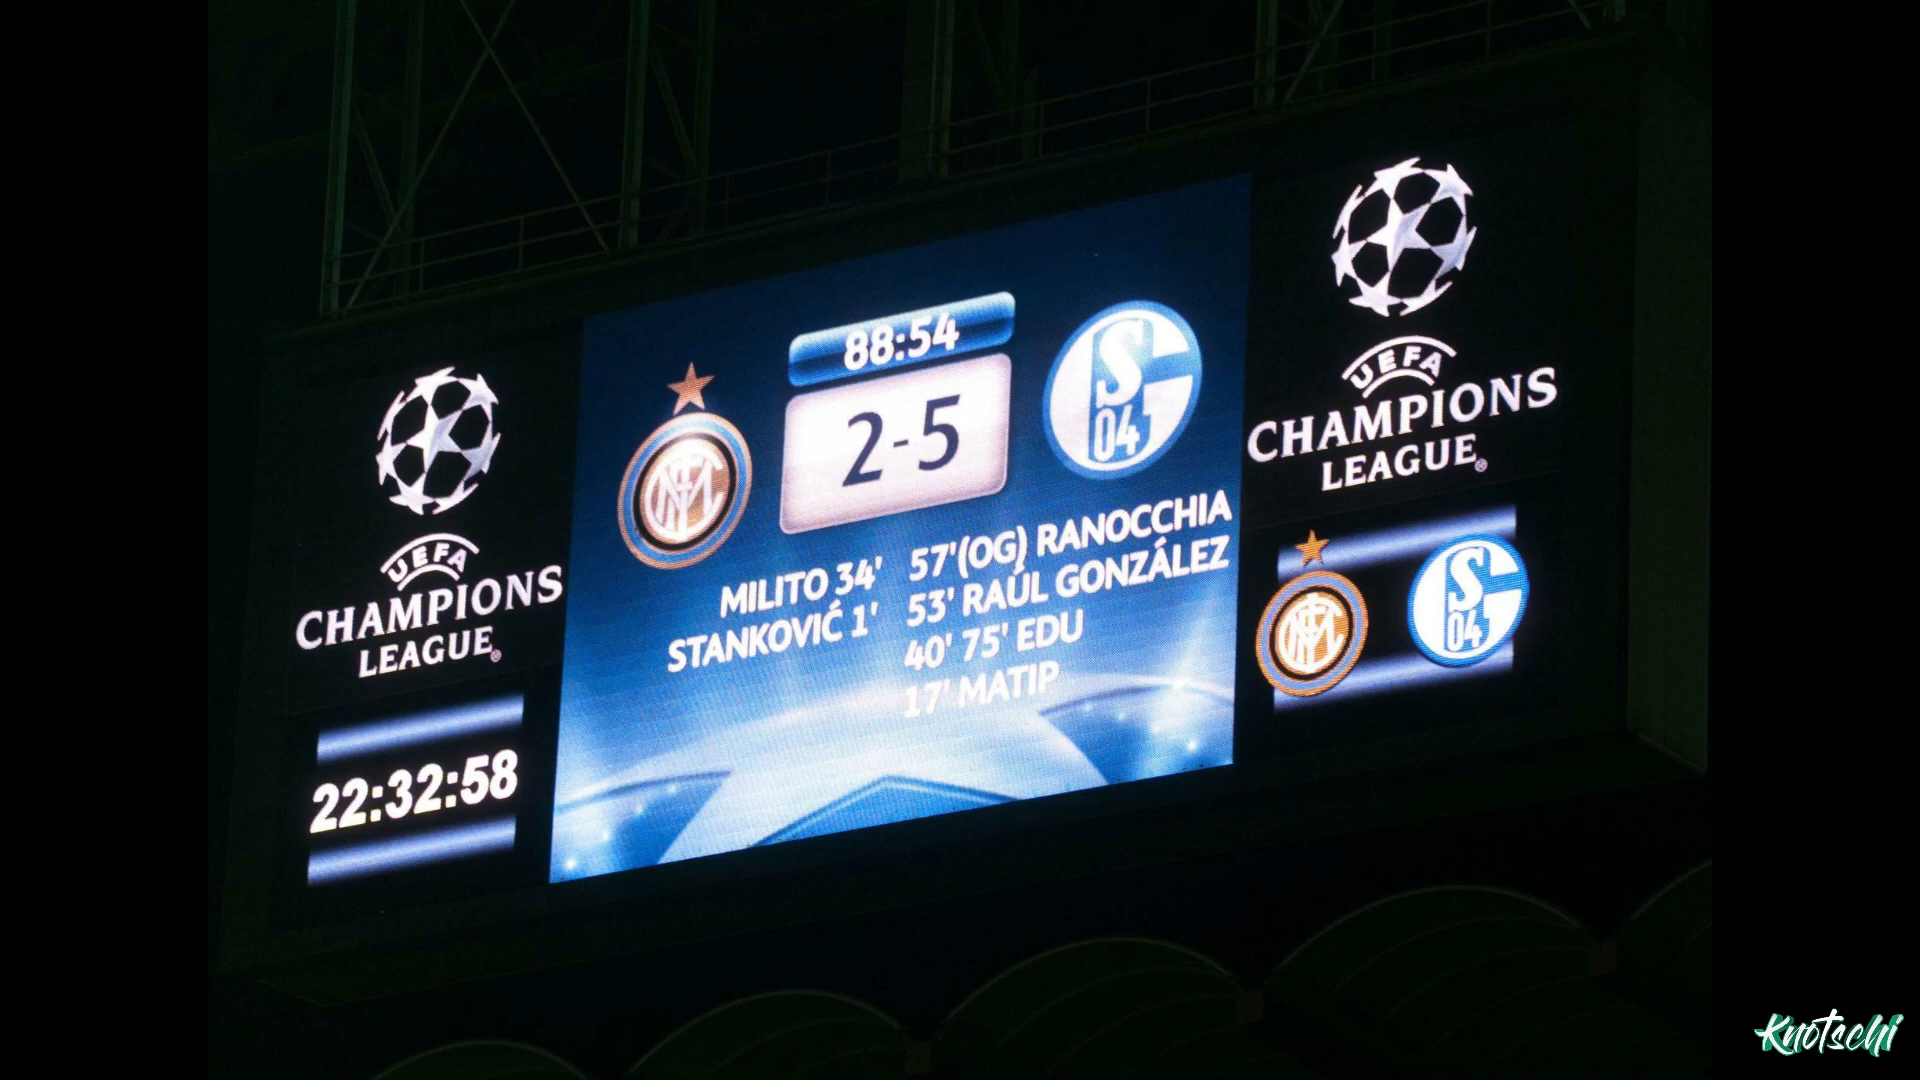 UEFA
CHAMPIONS
LEAGUE
22:32:58
88:54
2-5
S
04
MILITO 34'
STANKOVIĆ 1'
57'(OG) RANOCCHIA
53' RAÚL GONZÁLEZ
40' 75' EDU
17' MATIP
UEFA
CHAMPIONS
LEAGUE
S
04
Knotschi